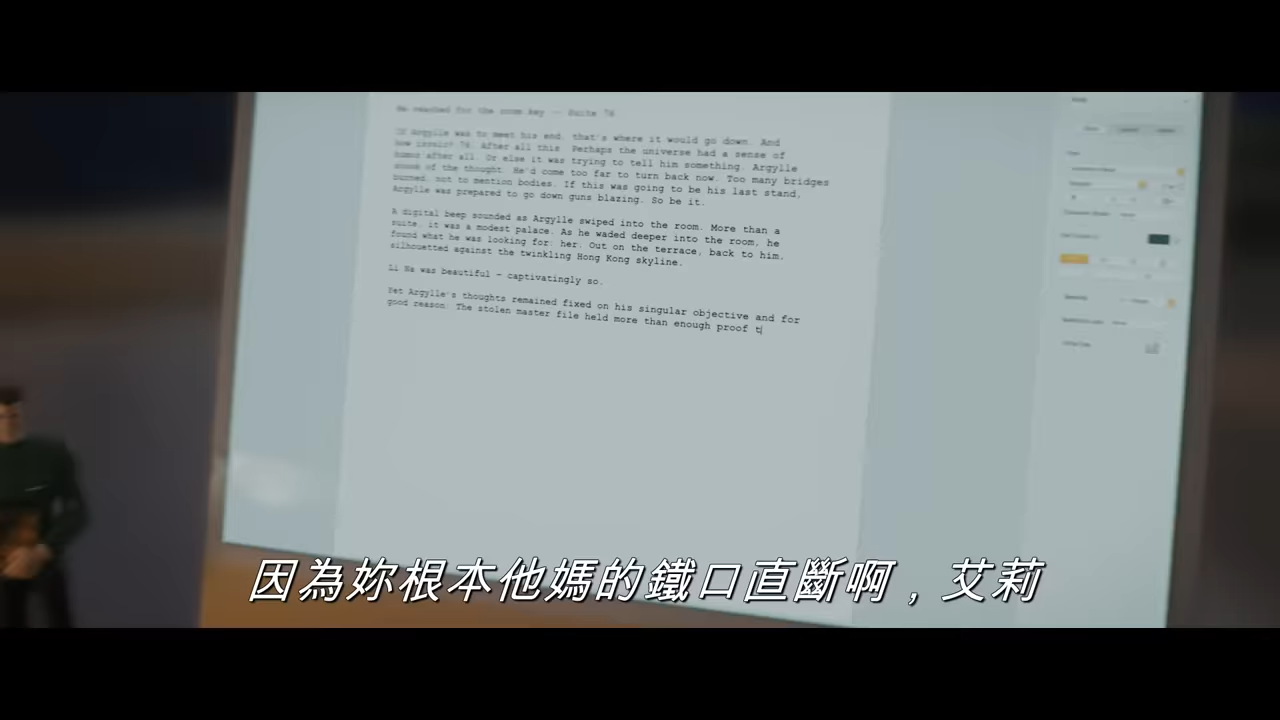 He reached for the room key -- Suite 76
If Argylle was to meet his end, that's where it would go down. And
how ironic? 76. After all this. Perhaps the universe had a sense of
humor after all. Or else it was trying to tell him something. Argylle
shook of the thought. He'd come too far to turn back now. Too many bridges
burned, not to mention bodies. If this was going to be his last stand,
Argylle was prepared to go down guns blazing. So be it.
A digital beep sounded as Argylle swiped into the room. More than a
suite, it was a modest palace. As he waded deeper into the room, he
found what he was looking for: her. Out on the terrace, back to him,
silhouetted against the twinkling Hong Kong skyline.
Li Na was beautiful - captivatingly so.
Yet Argylle's thoughts remained fixed on his singular objective and for
good reason. The stolen master file held more than enough proof t
因為妳根本他媽的鐵口直斷啊，艾莉